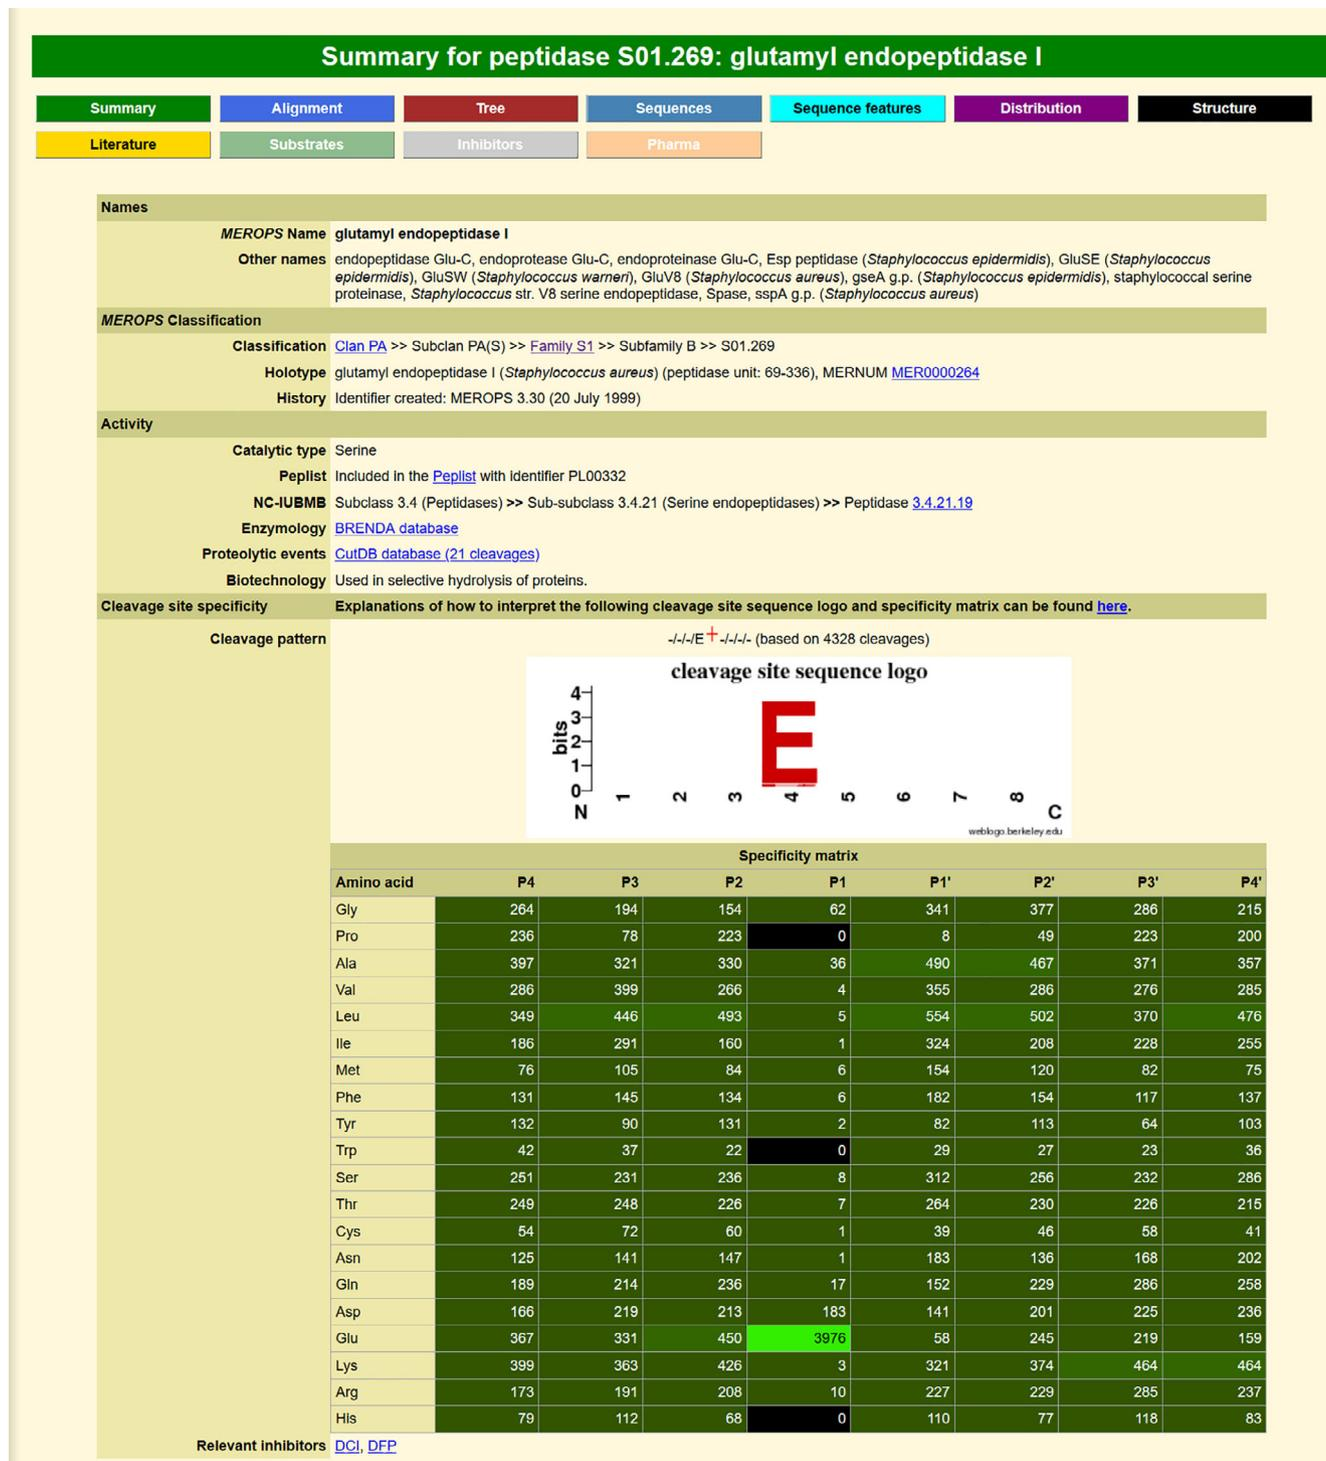 Summary for peptidase S01.269: glutamyl endopeptidase I
Summary Alignment Tree Sequences Sequence features Distribution Structure
Literature Substrates Inhibitors Pharma
Names
MEROPS Name glutamyl endopeptidase I
Other names endopeptidase Glu-C, endoprotease Glu-C, endoproteinase Glu-C, Esp peptidase (Staphylococcus epidermidis), GluSE (Staphylococcus
epidermidis), GluSW (Staphylococcus warneri), GluV8 (Staphylococcus aureus), gseA g.p. (Staphylococcus epidermidis), staphylococcal serine
proteinase, Staphylococcus str. V8 serine endopeptidase, Spase, sspA g.p. (Staphylococcus aureus)
MEROPS Classification
Classification Clan PA >> Subclan PA(S) >> Family S1 >> Subfamily B >> S01.269
Holotype glutamyl endopeptidase I (Staphylococcus aureus) (peptidase unit: 69-336), MERNUM MER0000264
History Identifier created: MEROPS 3.30 (20 July 1999)
Activity
Catalytic type Serine
Peplist Included in the Peplist with identifier PL00332
NC-IUBMB Subclass 3.4 (Peptidases) >> Sub-subclass 3.4.21 (Serine endopeptidases) >> Peptidase 3.4.21.19
Enzymology BRENDA database
Proteolytic events CutDB database (21 cleavages)
Biotechnology Used in selective hydrolysis of proteins.
Cleavage site specificity Explanations of how to interpret the following cleavage site sequence logo and specificity matrix can be found here.
Cleavage pattern -/-/-/E+-/-/-/- (based on 4328 cleavages)
cleavage site sequence logo
4
3
2
1
0
bits
E
N 1 2 3 4 5 6 7 8 C
weblogo.berkeley.edu
Specificity matrix
Amino acid P4 P3 P2 P1 P1' P2' P3' P4'
Gly 264 194 154 62 341 377 286 215
Pro 236 78 223 0 8 49 223 200
Ala 397 321 330 36 490 467 371 357
Val 286 399 266 4 355 286 276 285
Leu 349 446 493 5 554 502 370 476
Ile 186 291 160 1 324 208 228 255
Met 76 105 84 6 154 120 82 75
Phe 131 145 134 6 182 154 117 137
Tyr 132 90 131 2 82 113 64 103
Trp 42 37 22 0 29 27 23 36
Ser 251 231 236 8 312 256 232 286
Thr 249 248 226 7 264 230 226 215
Cys 54 72 60 1 39 46 58 41
Asn 125 141 147 1 183 136 168 202
Gln 189 214 236 17 152 229 286 258
Asp 166 219 213 183 141 201 225 236
Glu 367 331 450 3976 58 245 219 159
Lys 399 363 426 3 321 374 464 464
Arg 173 191 208 10 227 229 285 237
His 79 112 68 0 110 77 118 83
Relevant inhibitors DCI, DFP